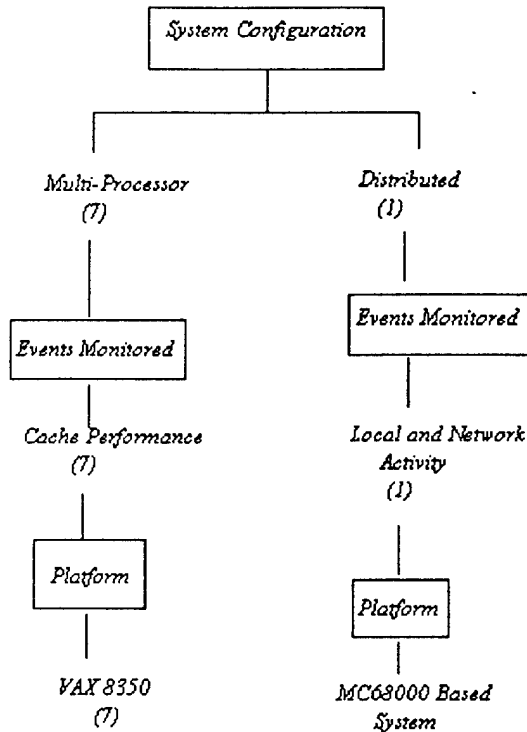 System Configuration
Multi-Processor
(7)
Distributed
(1)
Events Monitored
Events Monitored
Cache Performance
(7)
Local and Network
Activity
(1)
Platform
Platform
VAX 8350
(7)
MC68000 Based
System